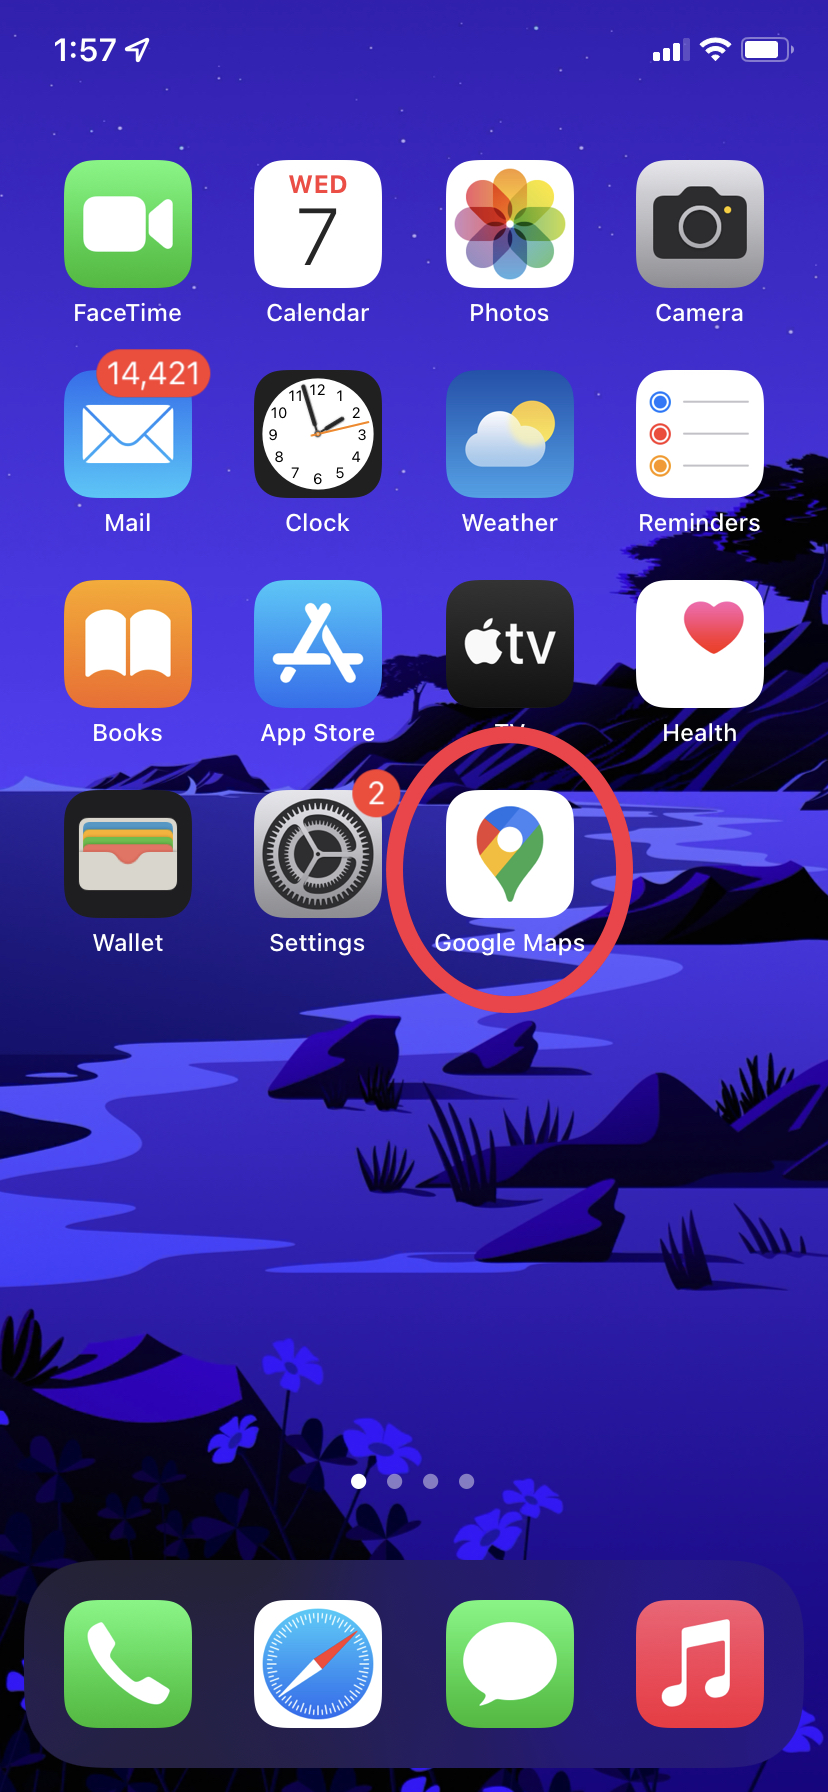 1:57
WED
7
FaceTime
Calendar
Photos
Camera
14,421
12
11
1
10
2
9
3
8
4
7
5
6
Mail
Clock
Weather
Reminders
tv
Books
App Store
TV
Health
2
Wallet
Settings
Google Maps